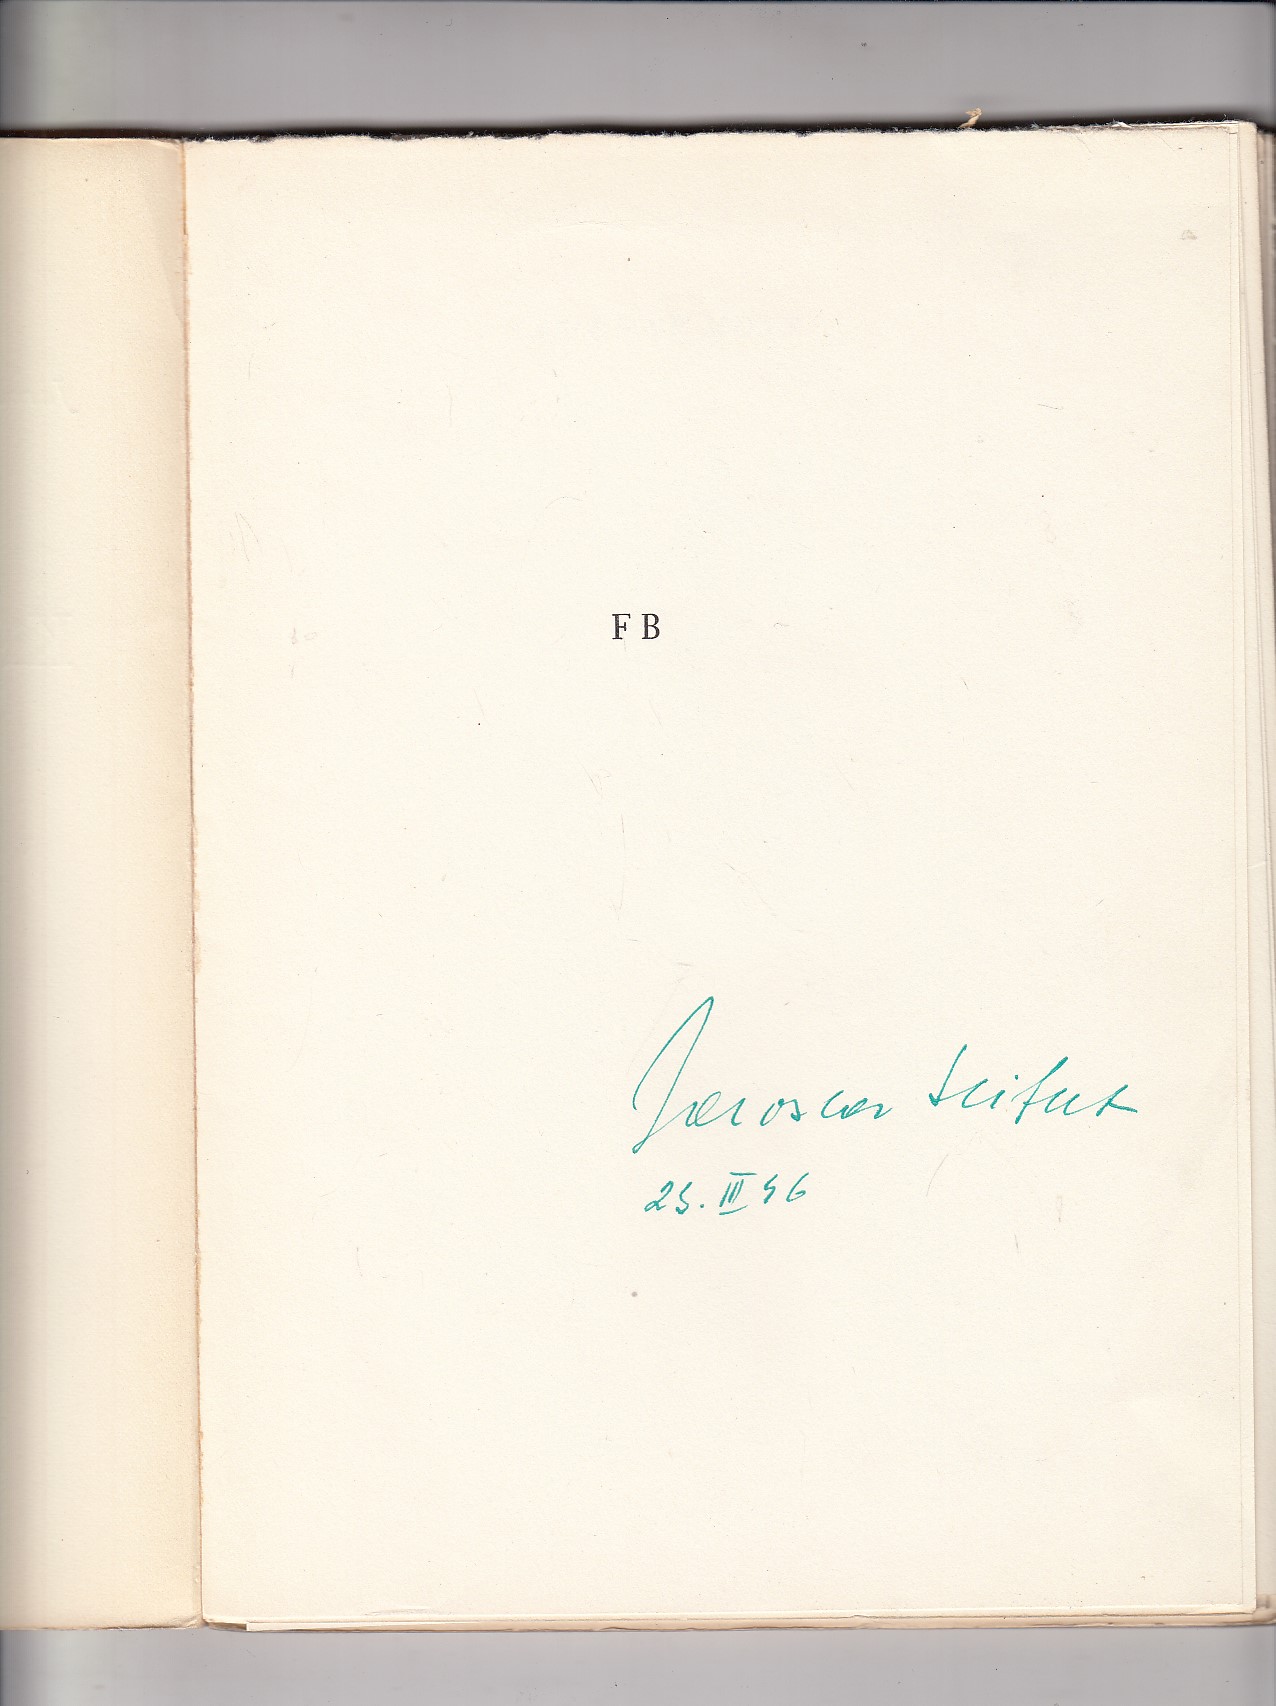 F B
Jaroslav Seifert
25. III 56